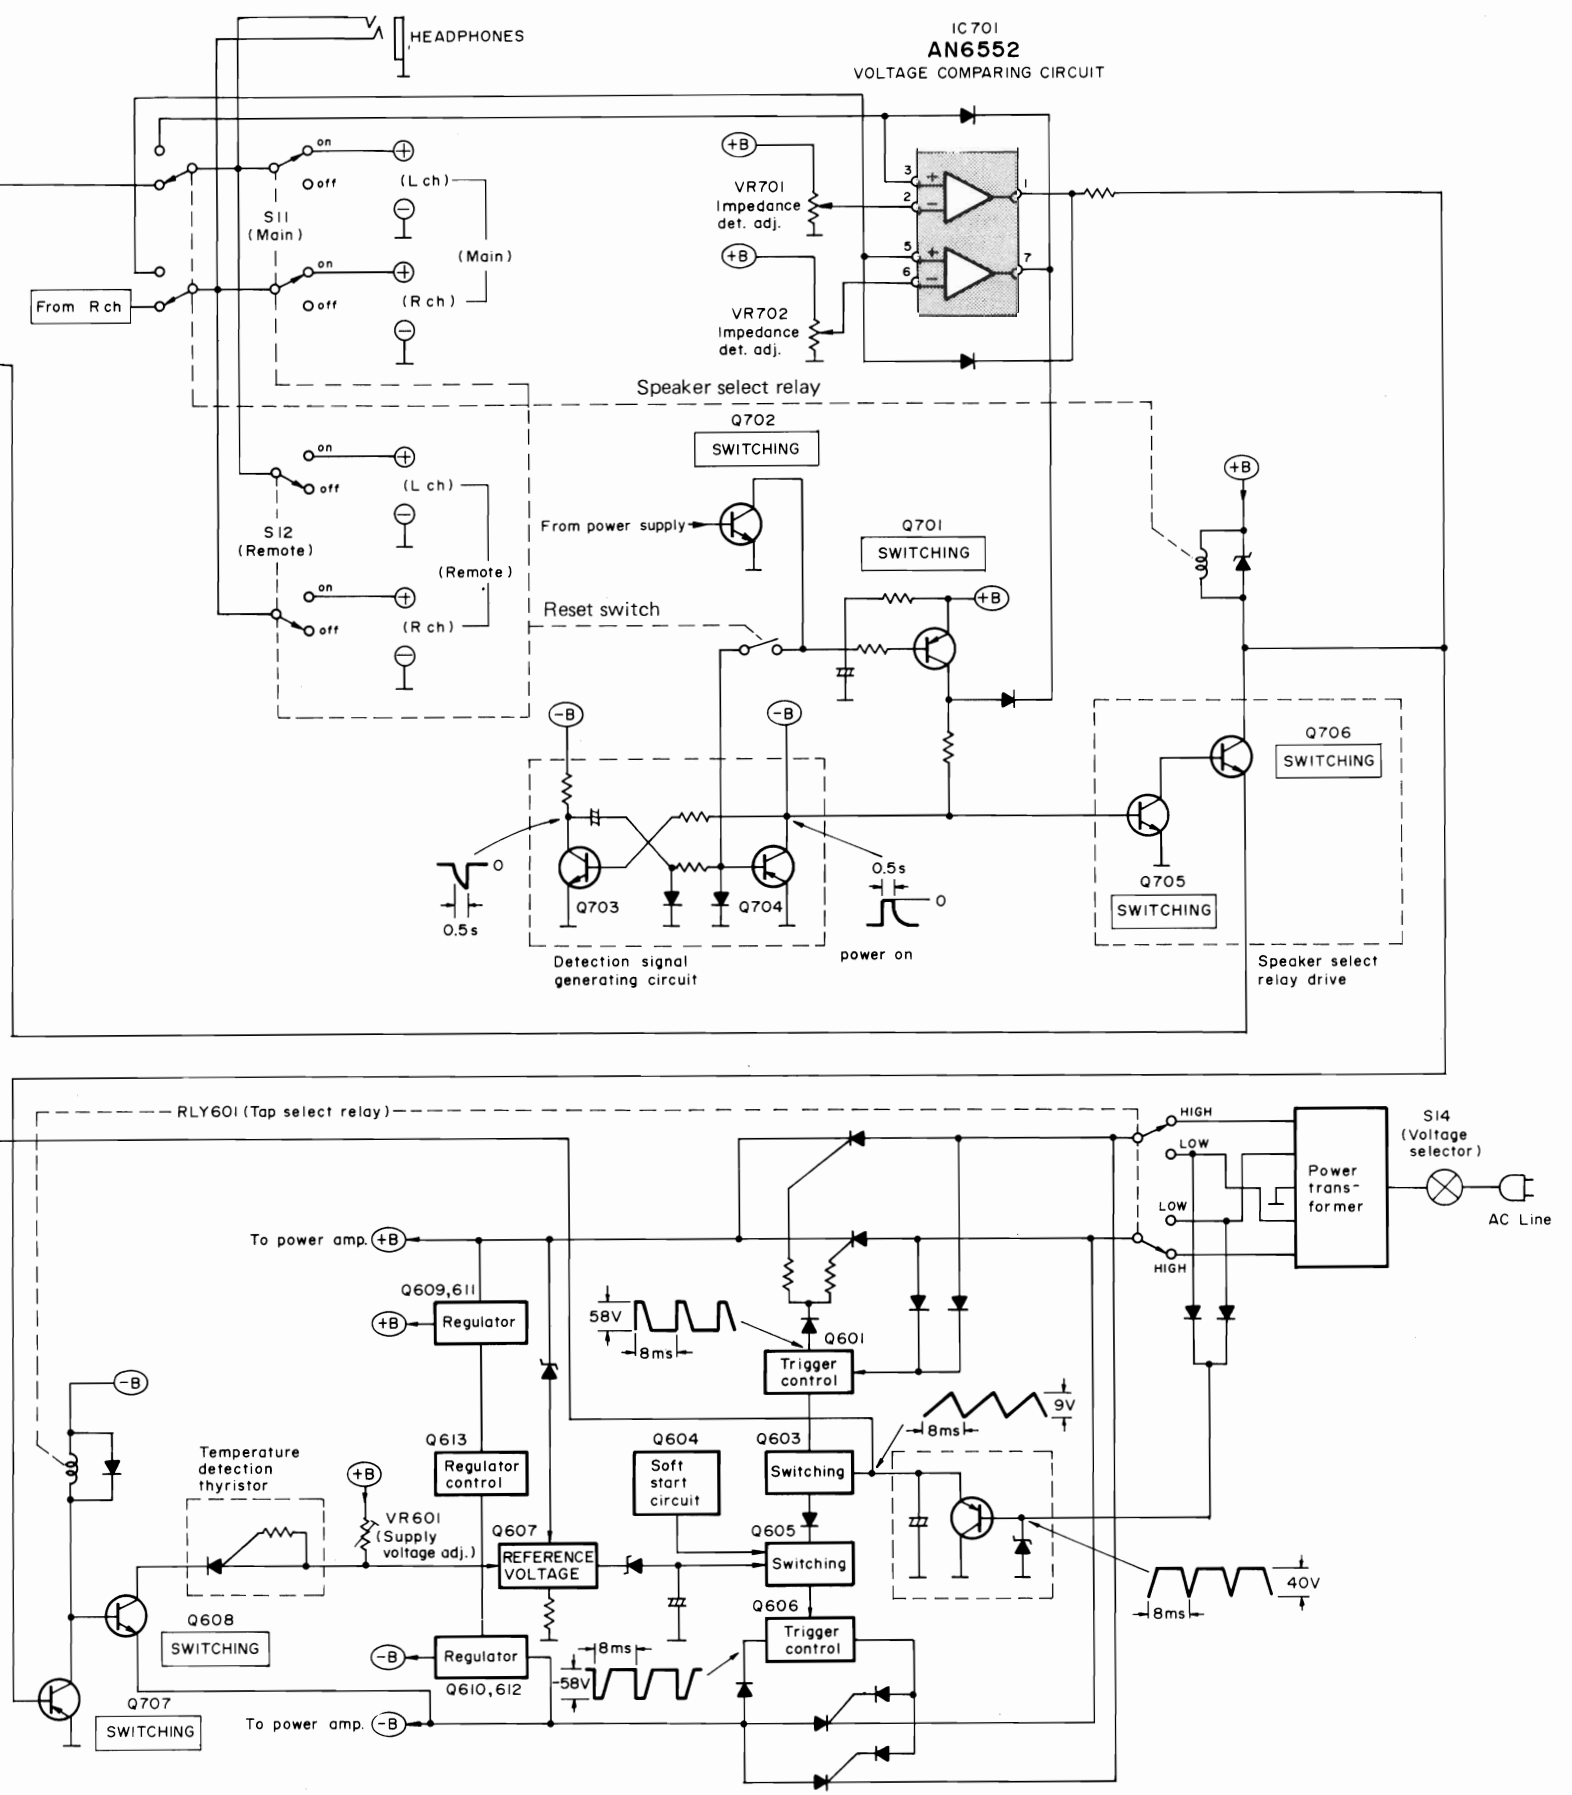 HEADPHONES
IC701
AN6552
VOLTAGE COMPARING CIRCUIT
on
+
off
(L ch)
S11
(Main)
−
(Main)
on
+
From R ch
off
(R ch)
−
+B
VR701
Impedance
det. adj.
+B
VR702
Impedance
det. adj.
3
+
1
2
−
5
+
7
6
−
Speaker select relay
Q702
SWITCHING
on
+
off
(L ch)
−
S12
(Remote)
(Remote)
on
+
off
(R ch)
−
From power supply
Q701
SWITCHING
+B
+B
Reset switch
−B
−B
Q706
SWITCHING
0
0.5s
Q703
Q704
0.5s
0
power on
Q705
SWITCHING
Detection signal
generating circuit
Speaker select
relay drive
RLY601 (Tap select relay)
HIGH
LOW
LOW
HIGH
Power
trans-
former
S14
(Voltage
selector)
AC Line
To power amp.
+B
Q609,611
+B
Regulator
58V
8ms
Q601
Trigger
control
9V
8ms
−B
Temperature
detection
thyristor
+B
VR601
(Supply
voltage adj.)
Q613
Regulator
control
Q604
Soft
start
circuit
Q603
Switching
Q607
REFERENCE
VOLTAGE
Q605
Switching
40V
8ms
Q608
SWITCHING
Q606
Trigger
control
−B
Regulator
Q610,612
8ms
-58V
Q707
SWITCHING
To power amp.
−B